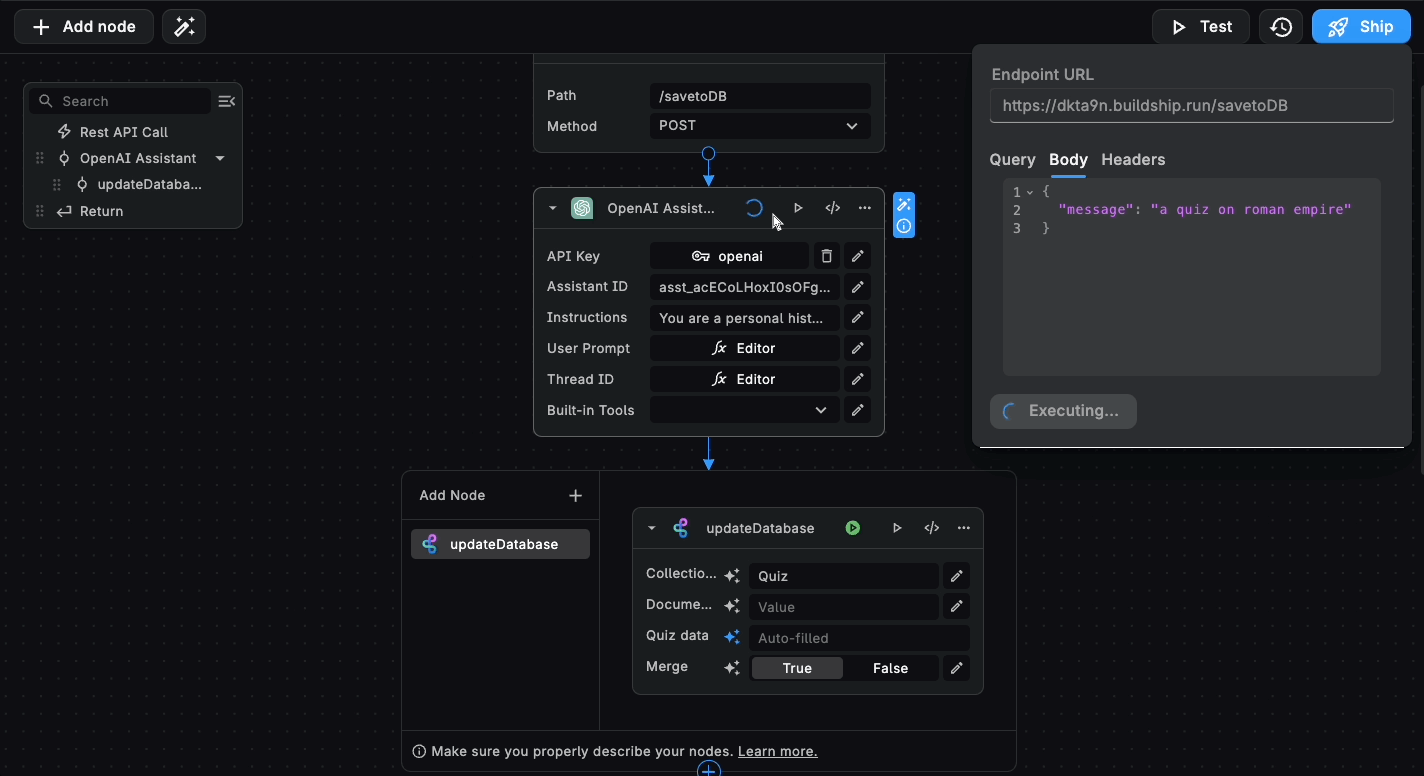 Add node
Test
Ship
Search
Rest API Call
OpenAI Assistant
updateDataba...
Return
Path
/savetoDB
Method
POST
OpenAI Assist...
API Key
openai
Assistant ID
asst_acECoLHoxI0sOFg...
Instructions
You are a personal hist...
User Prompt
Editor
Thread ID
Editor
Built-in Tools
Add Node
updateDatabase
updateDatabase
Collectio...
Quiz
Docume...
Value
Quiz data
Auto-filled
Merge
True
False
Make sure you properly describe your nodes. Learn more.
Endpoint URL
https://dkta9n.buildship.run/savetoDB
Query Body Headers
1 {
2 "message": "a quiz on roman empire"
3 }
Executing...